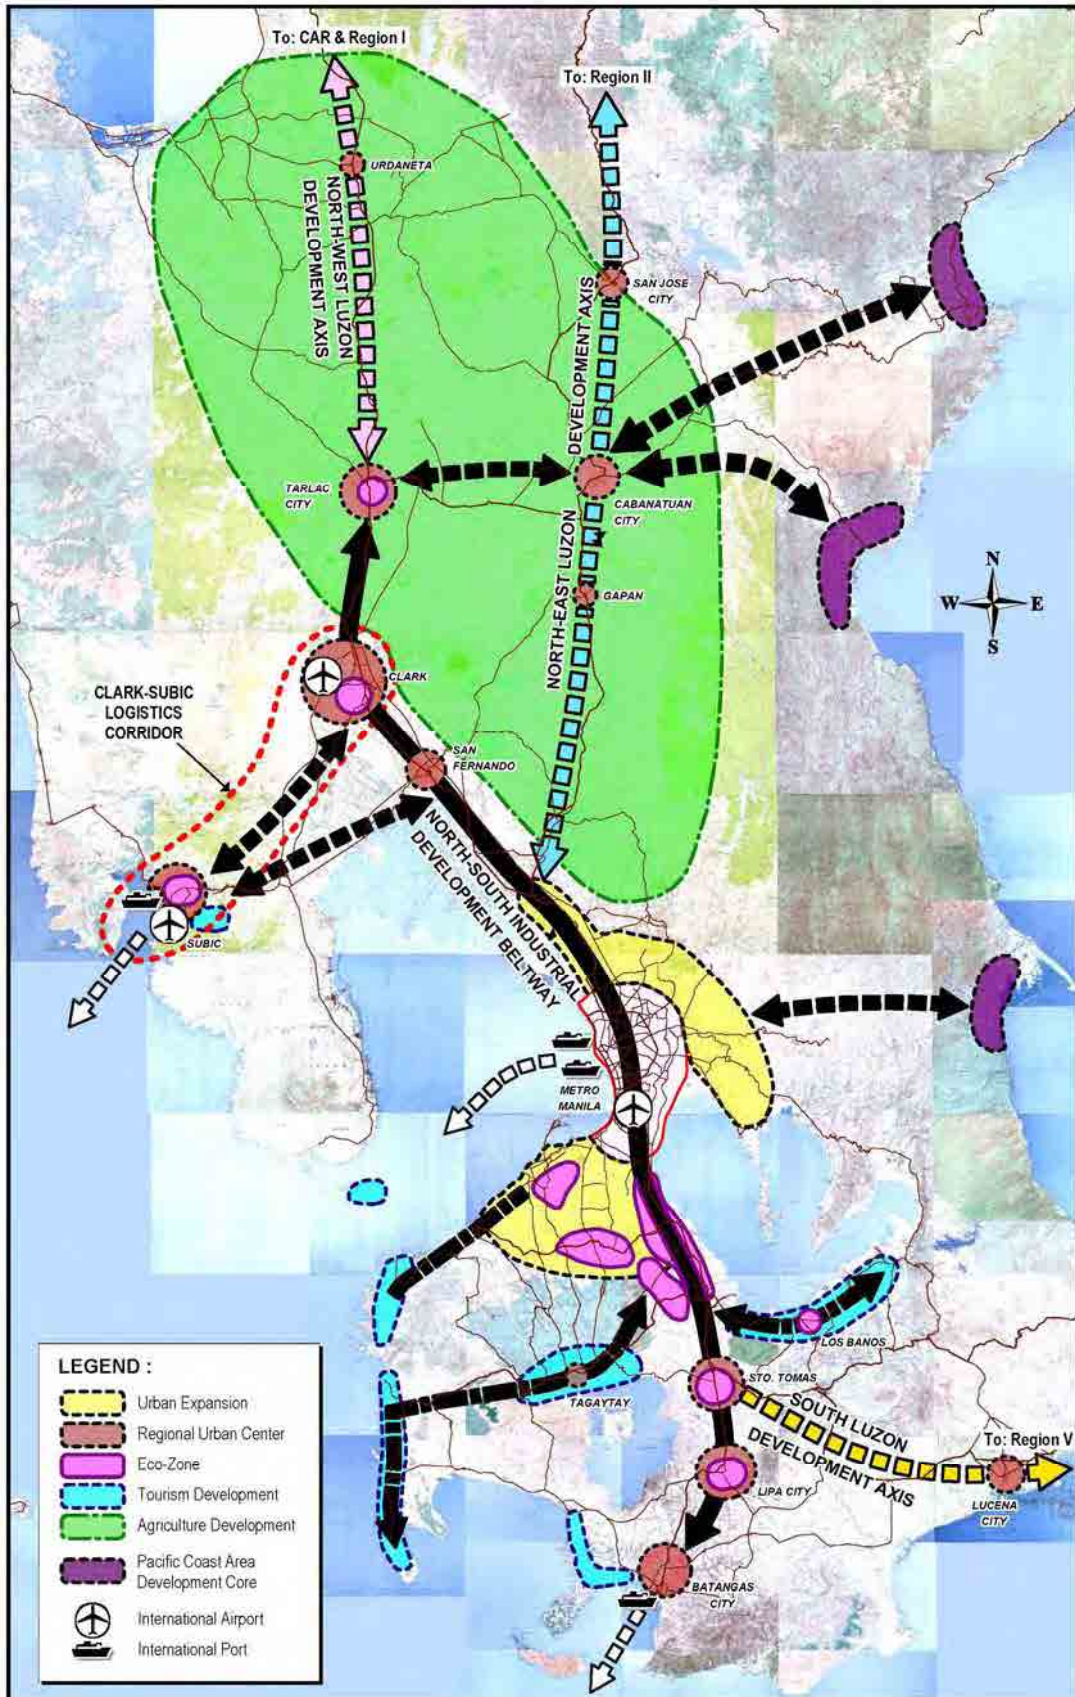 To: CAR & Region I
To: Region II
URDANETA
NORTH-WEST LUZON
DEVELOPMENT AXIS
SAN JOSE
CITY
NORTH-EAST LUZON DEVELOPMENT AXIS
TARLAC
CITY
CABANATUAN
CITY
GAPAN
N
W E
S
CLARK
CLARK-SUBIC
LOGISTICS
CORRIDOR
SAN
FERNANDO
NORTH-SOUTH INDUSTRIAL
DEVELOPMENT BELTWAY
SUBIC
METRO
MANILA
LOS BANOS
STO. TOMAS
TAGAYTAY
SOUTH LUZON
DEVELOPMENT AXIS
To: Region V
LIPA CITY
LUCENA
CITY
BATANGAS
CITY
LEGEND :
Urban Expansion
Regional Urban Center
Eco-Zone
Tourism Development
Agriculture Development
Pacific Coast Area
Development Core
International Airport
International Port